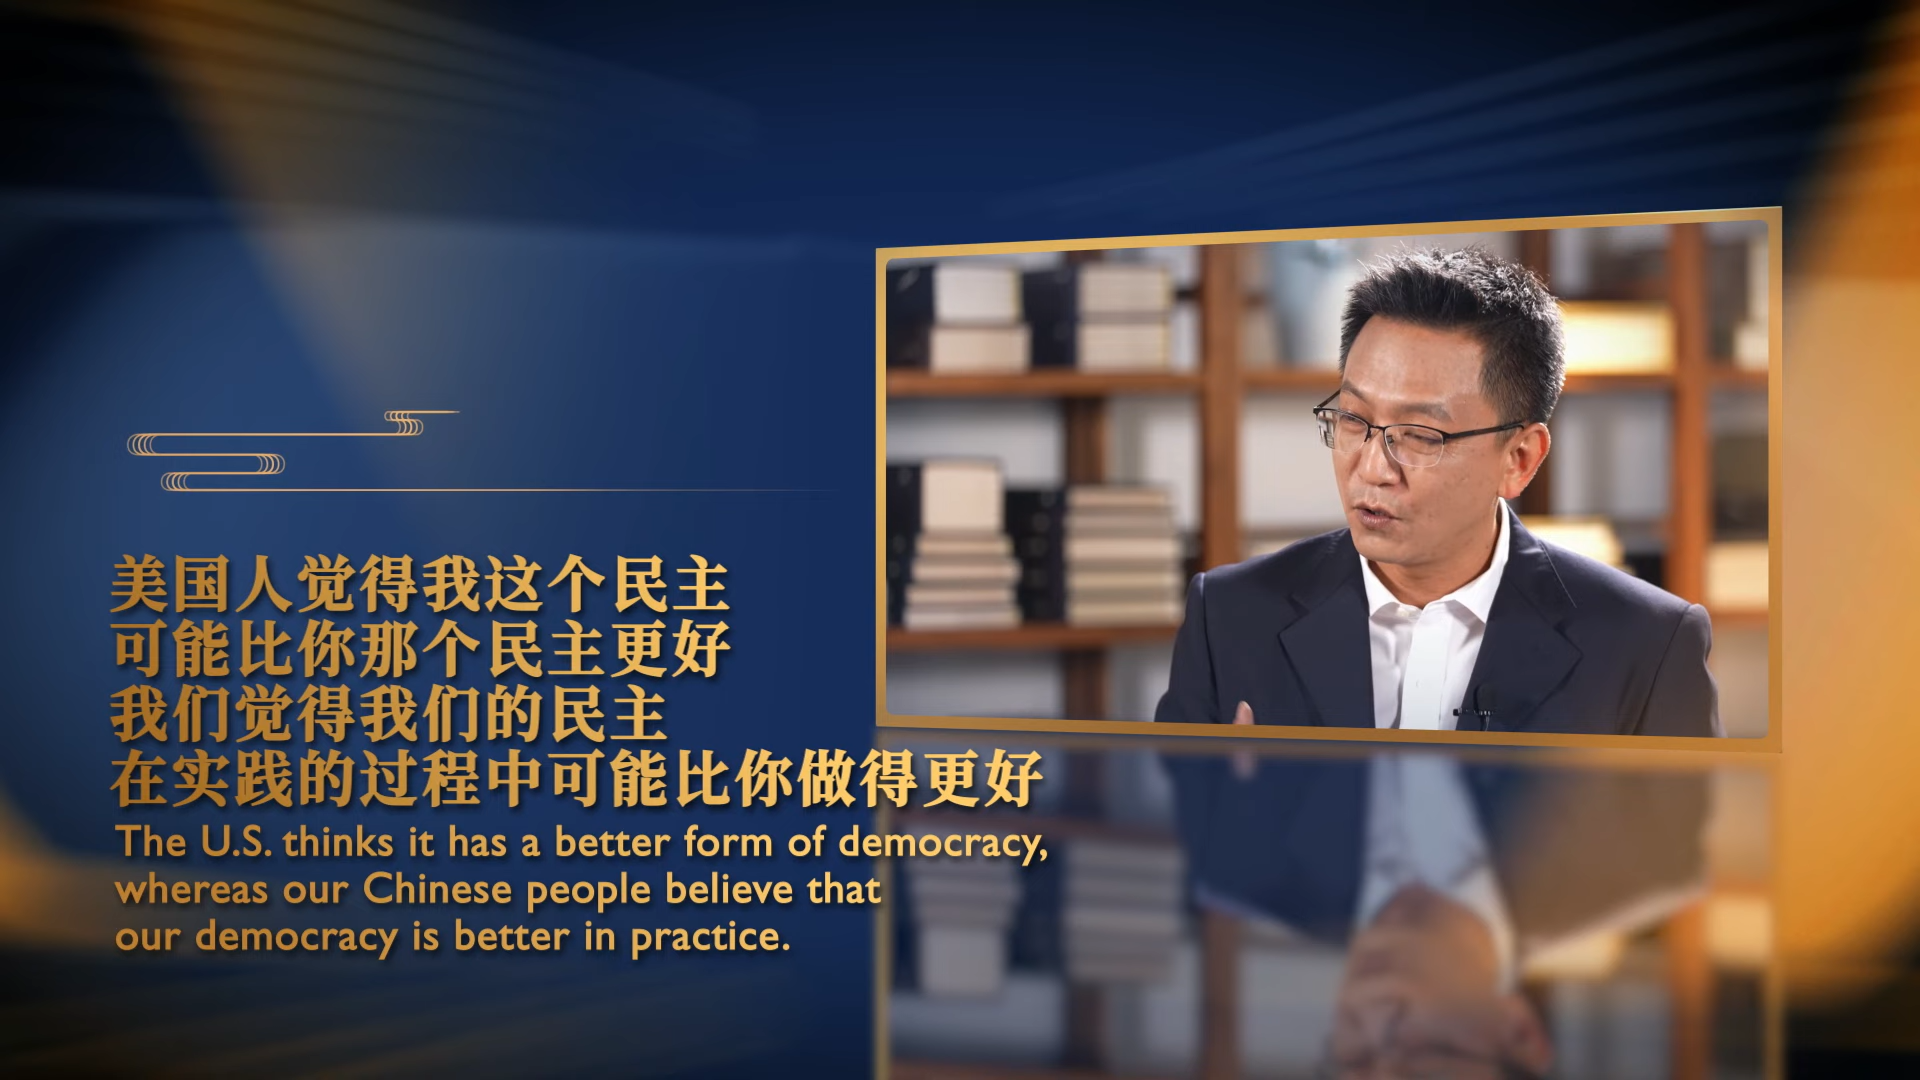 美国人觉得我这个民主
可能比你那个民主更好
我们觉得我们的民主
在实践的过程中可能比你做得更好
The U.S. thinks it has a better form of democracy,
whereas our Chinese people believe that
our democracy is better in practice.